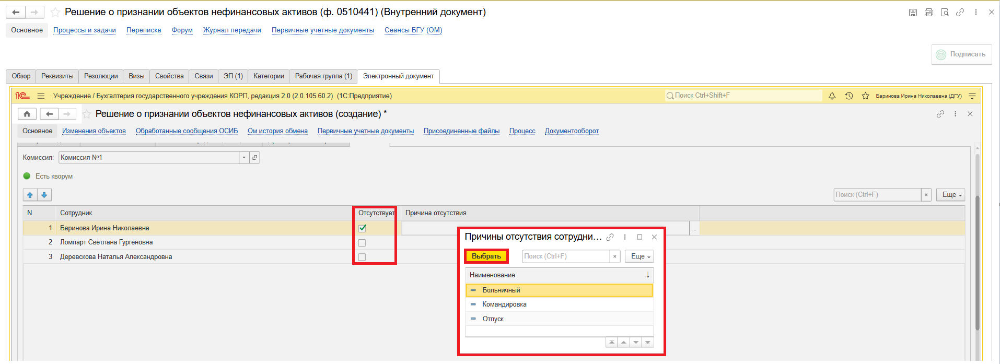 Решение о признании объектов нефинансовых активов (ф. 0510441) (Внутренний документ)
Основное Процессы и задачи Переписка Форум Журнал передачи Первичные учетные документы Сеансы БГУ (ОМ)
Подписать
Обзор Реквизиты Резолюции Визы Свойства Связи ЭП (1) Категории Рабочая группа (1) Электронный документ
1С Учреждение / Бухгалтерия государственного учреждения КОРП, редакция 2.0 (2.0.105.60.2) (1С:Предприятие) Поиск Ctrl+Shift+F Баринова Ирина Николаевна (ДГУ)
Решение о признании объектов нефинансовых активов (создание) *
Основное Изменения объектов Обработанные сообщения ОСИБ Ом история обмена Первичные учетные документы Присоединенные файлы Процесс Документооборот
Комиссия: Комиссия №1
Есть кворум
Поиск (Ctrl+F) × Еще
N Сотрудник Отсутствует Причина отсутствия
1 Баринова Ирина Николаевна ...
2 Ломпарт Светлана Гургеновна
3 Деревскова Наталья Александровна
Причины отсутствия сотрудни...
Выбрать Поиск (Ctrl+F) × Еще
Наименование
Больничный
Командировка
Отпуск